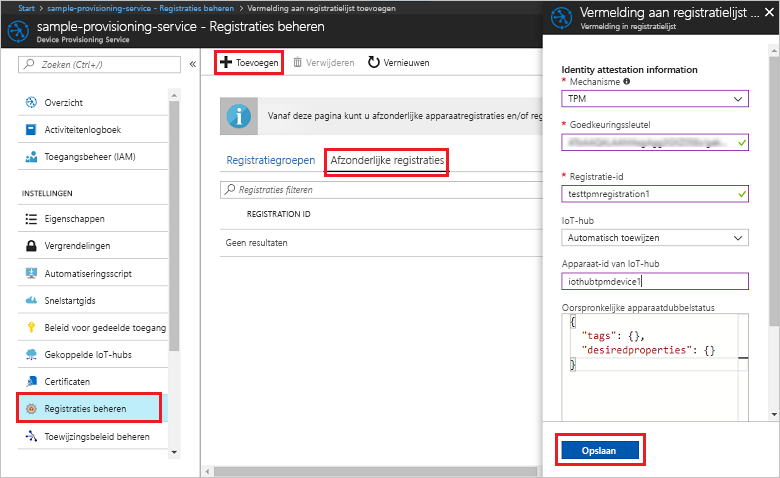 Start > sample-provisioning-service - Registraties beheren > Vermelding aan registratielijst toevoegen
sample-provisioning-service - Registraties beheren
Device Provisioning Service
Zoeken (Ctrl+/)
Overzicht
Activiteitenlogboek
Toegangsbeheer (IAM)
INSTELLINGEN
Eigenschappen
Vergrendelingen
Automatiseringsscript
Snelstartgids
Beleid voor gedeelde toegang
Gekoppelde IoT-hubs
Certificaten
Registraties beheren
Toewijzingsbeleid beheren
Toevoegen
Verwijderen
Vernieuwen
Vanaf deze pagina kunt u afzonderlijke apparaatregistraties en/of reg
Registratiegroepen
Afzonderlijke registraties
Registraties filteren
REGISTRATION ID
Geen resultaten
Vermelding aan registratielijst ...
Vermelding in registratielijst
Identity attestation information
* Mechanisme
TPM
* Goedkeuringssleutel
* Registratie-id
testtpmregistration1
IoT-hub
Automatisch toewijzen
Apparaat-id van IoT-hub
iothubtpmdevice1
Oorspronkelijke apparaatdubbelstatus
{
"tags": {},
"desiredproperties": {}
}
Opslaan